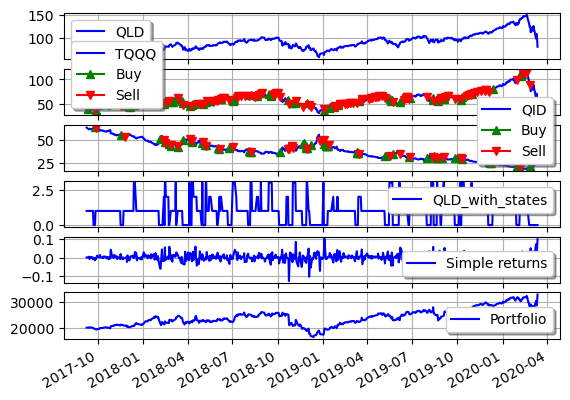 150
100
QLD
TQQQ
Buy
Sell
100
50
QID
Buy
Sell
50
25
2.5
0.0
QLD_with_states
0.1
0.0
−0.1
Simple returns
30000
20000
Portfolio
2017-10
2018-01
2018-04
2018-07
2018-10
2019-01
2019-04
2019-07
2019-10
2020-01
2020-04